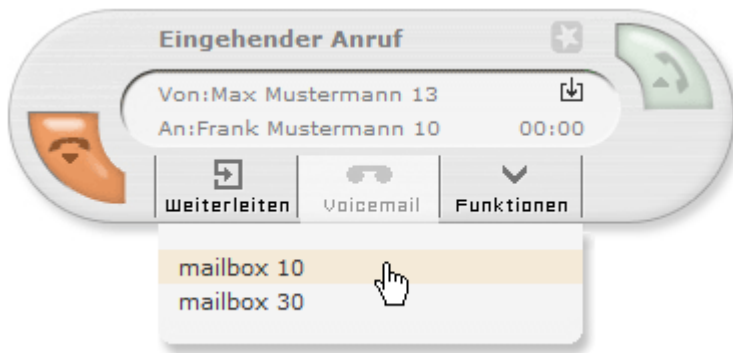 Eingehender Anruf
Von:Max Mustermann 13
An:Frank Mustermann 10 00:00
Weiterleiten Voicemail Funktionen
mailbox 10
mailbox 30